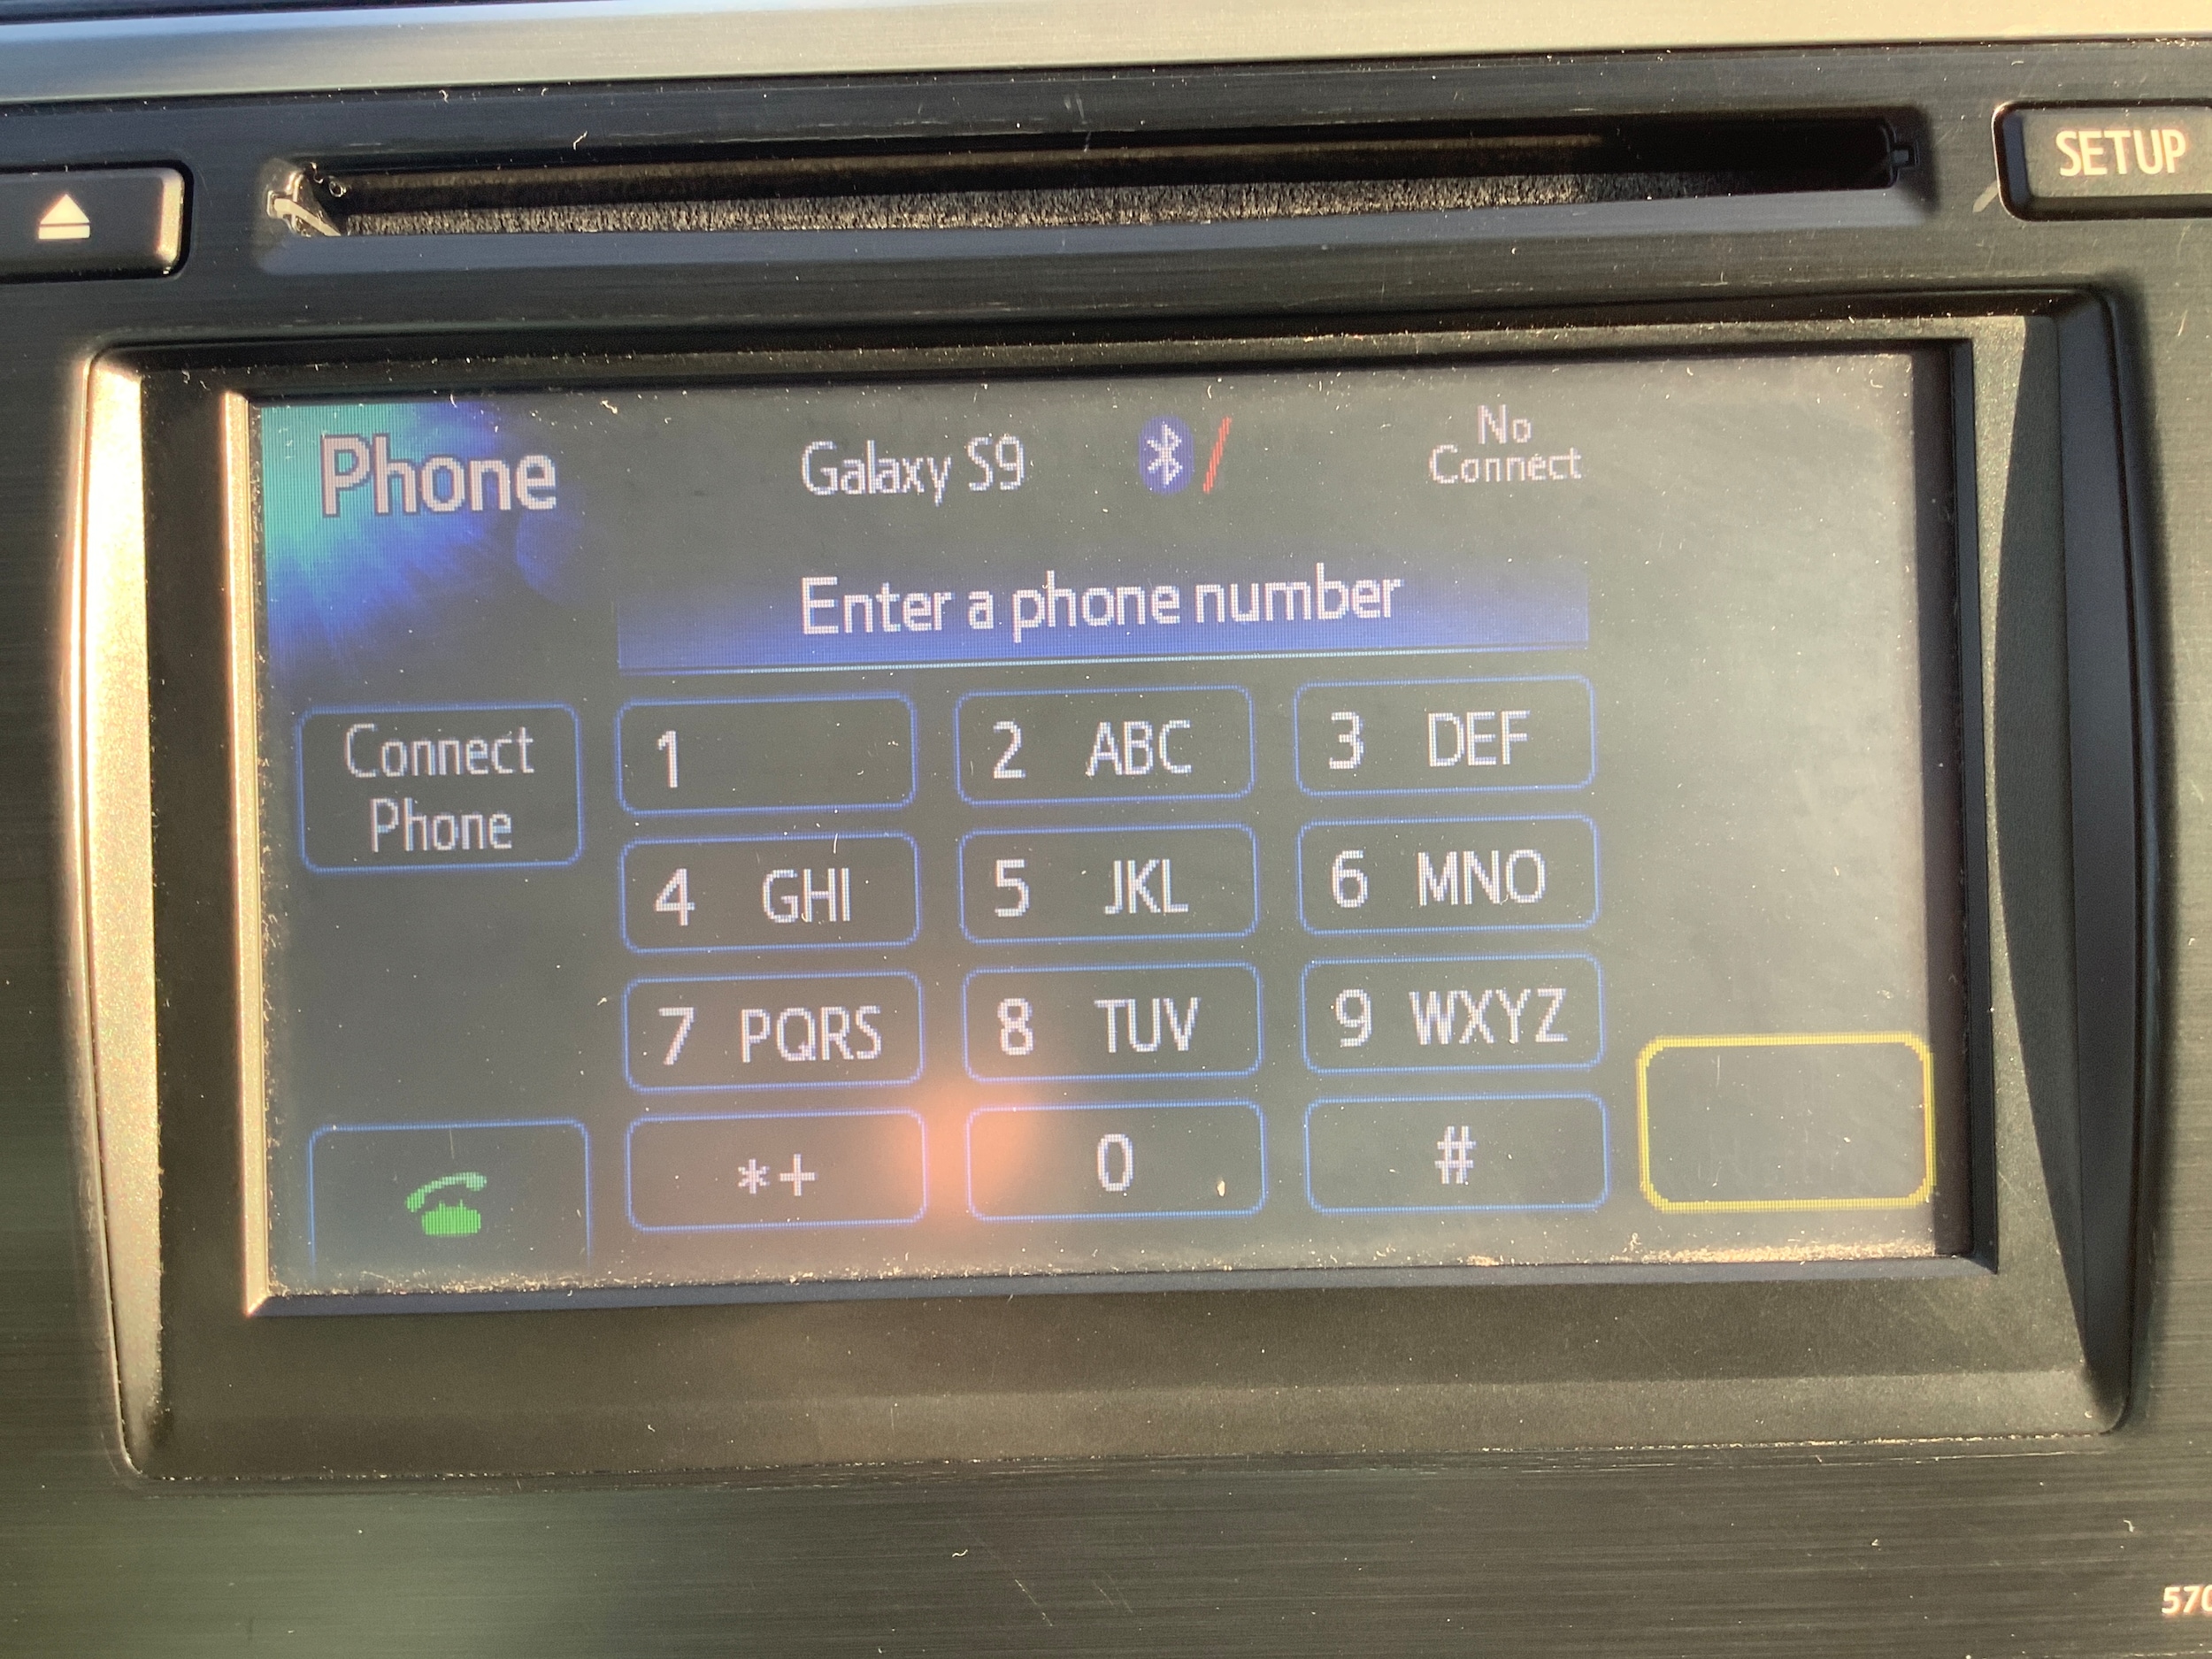 SETUP
Phone
Galaxy S9
No
Connect
Enter a phone number
Connect
Phone
1
2 ABC
3 DEF
4 GHI
5 JKL
6 MNO
7 PQRS
8 TUV
9 WXYZ
*+
0
#
570